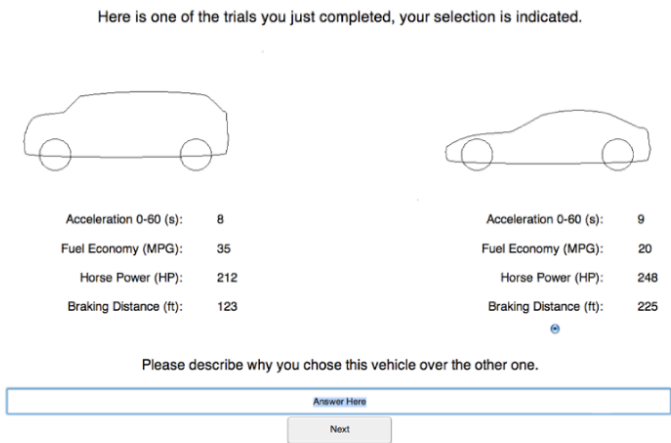 Here is one of the trials you just completed, your selection is indicated.
Acceleration 0-60 (s): 8
Fuel Economy (MPG): 35
Horse Power (HP): 212
Braking Distance (ft): 123
Acceleration 0-60 (s): 9
Fuel Economy (MPG): 20
Horse Power (HP): 248
Braking Distance (ft): 225
Please describe why you chose this vehicle over the other one.
Answer Here
Next